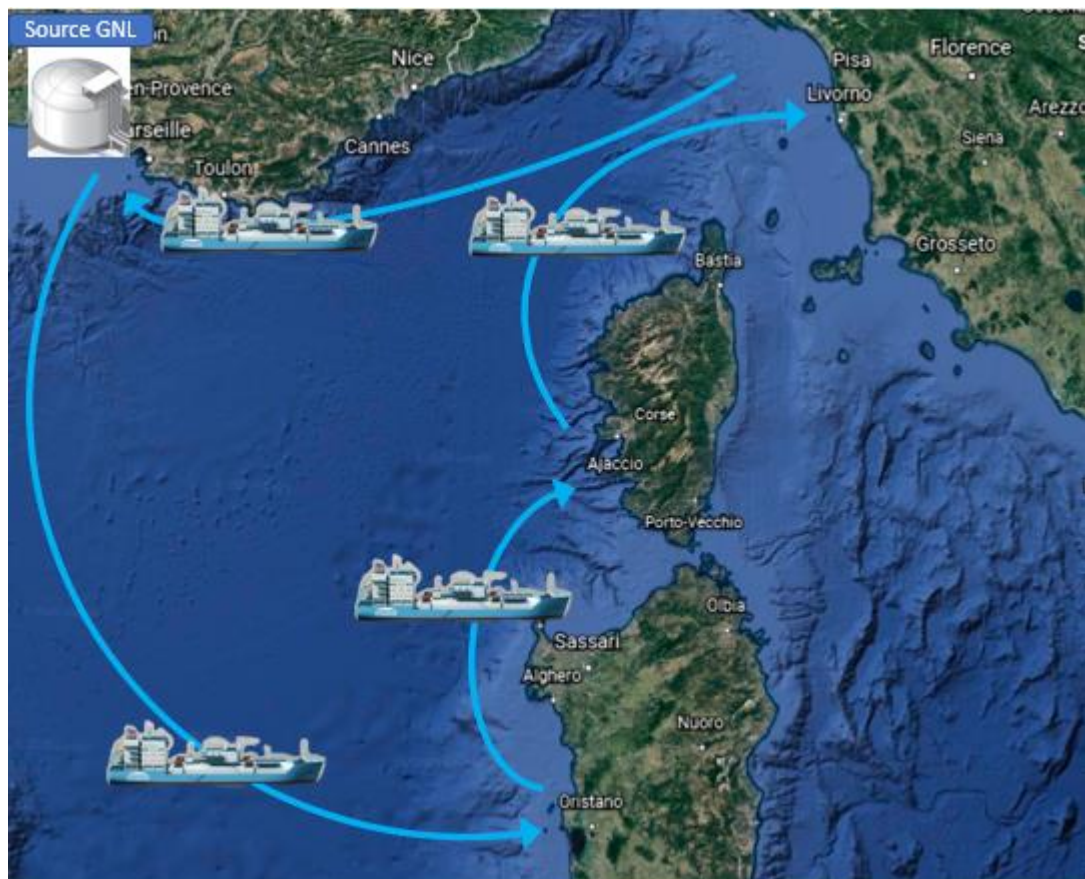 Source GNL
Nice
Pisa
Florence
en-Provence
Livorno
Arezzo
arseille
Cannes
Siena
Toulon
Grosseto
Bastia
Corse
Ajaccio
Porto-Vecchio
Olbia
Sassari
Alghero
Nuoro
Oristano